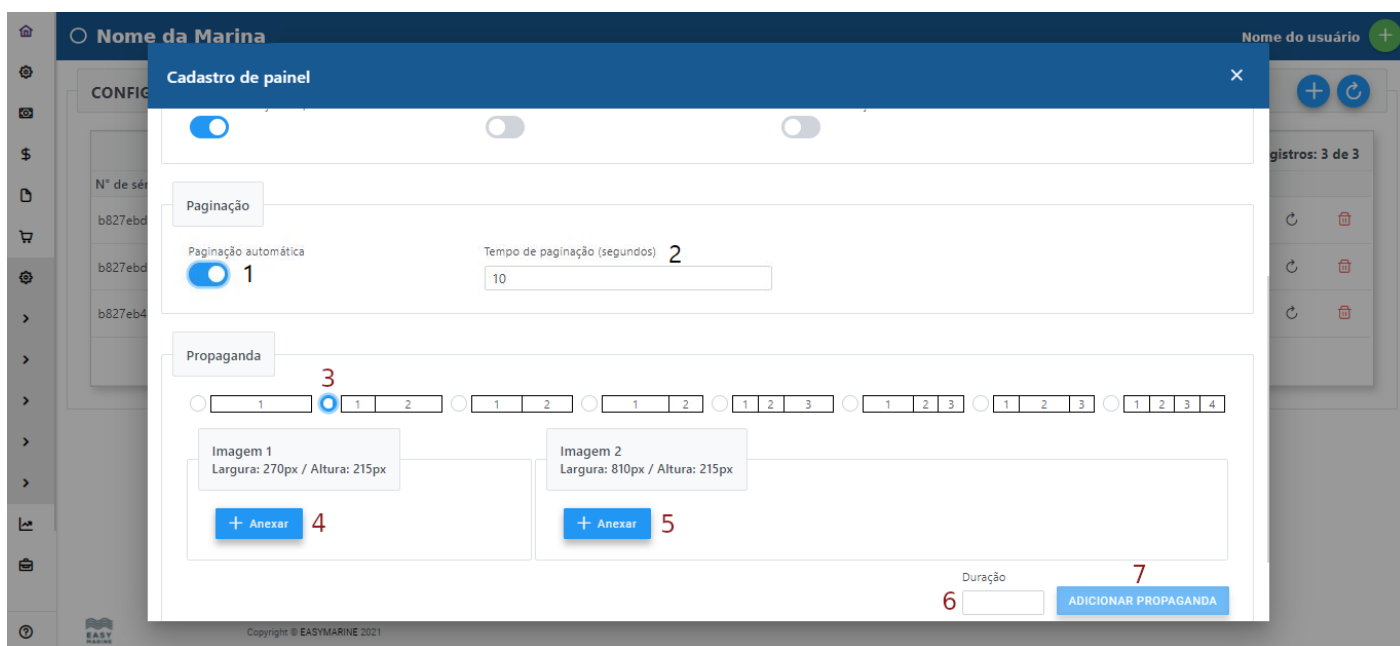 Nome da Marina
Nome do usuário
Cadastro de painel
CONFIG
gistros: 3 de 3
N° de sér
Paginação
b827ebd
Paginação automática
Tempo de paginação (segundos) 2
1
10
b827ebd
b827eb4
Propaganda
3
1
1 2
1 2
1 2
1 2 3
1 2 3
1 2 3
1 2 3 4
Imagem 1
Largura: 270px / Altura: 215px
Imagem 2
Largura: 810px / Altura: 215px
+ Anexar 4
+ Anexar 5
Duração
7
6
ADICIONAR PROPAGANDA
EASY
MARINE
Copyright © EASYMARINE 2021